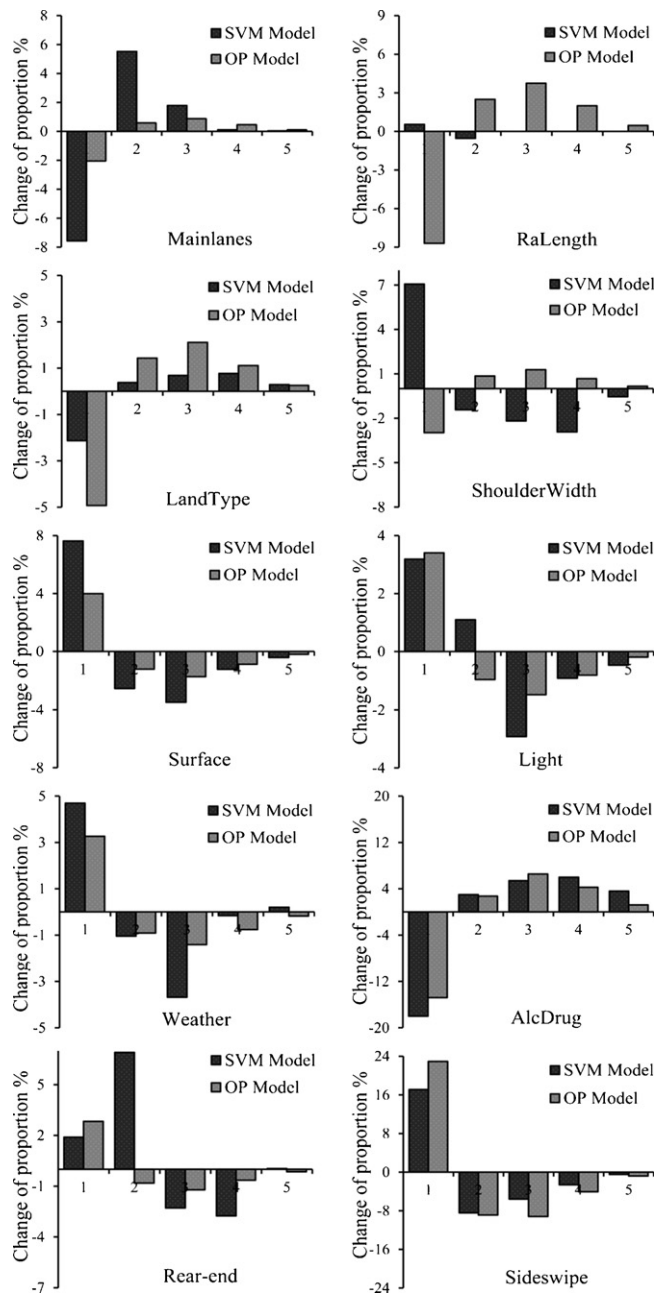 Change of proportion %
8
6
4
2
0
-2
-4
-6
-8
SVM Model
OP Model
2 3 4 5
Mainlanes
Change of proportion %
9
6
3
0
-3
-6
-9
SVM Model
OP Model
2 3 4 5
RaLength
Change of proportion %
5
3
1
-1
-3
-5
SVM Model
OP Model
2 3 4 5
LandType
Change of proportion %
7
4
1
-2
-5
-8
SVM Model
OP Model
1 2 3 4 5
ShoulderWidth
Change of proportion %
8
4
0
-4
-8
SVM Model
OP Model
1 2 3 4 5
Surface
Change of proportion %
4
2
0
-2
-4
SVM Model
OP Model
1 2 3 4 5
Light
Change of proportion %
5
3
1
-1
-3
-5
SVM Model
OP Model
1 2 3 4 5
Weather
Change of proportion %
20
12
4
-4
-12
-20
SVM Model
OP Model
2 3 4 5
AlcDrug
Change of proportion %
5
2
-1
-4
-7
SVM Model
OP Model
1 2 3 4 5
Rear-end
Change of proportion %
24
16
8
0
-8
-16
-24
SVM Model
OP Model
1 2 3 4 5
Sideswipe